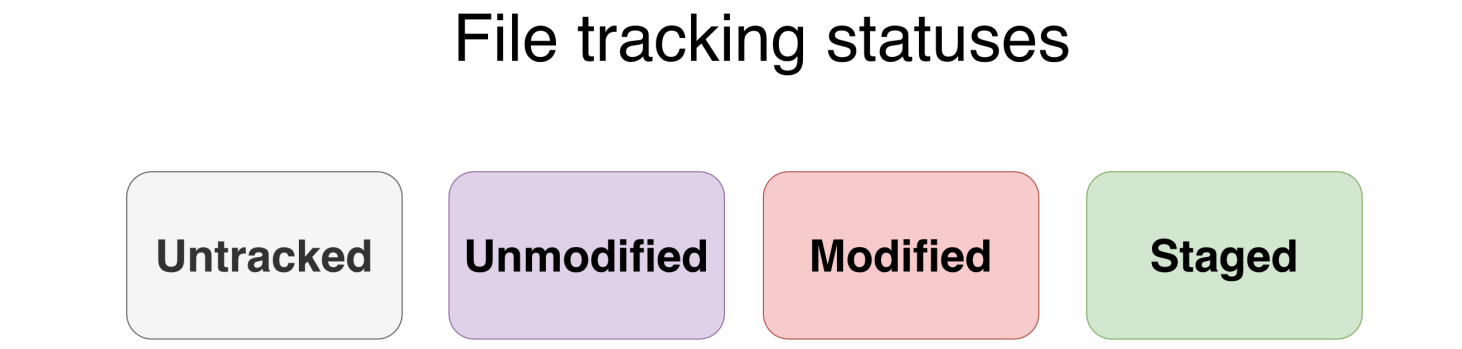 File tracking statuses
Untracked
Unmodified
Modified
Staged